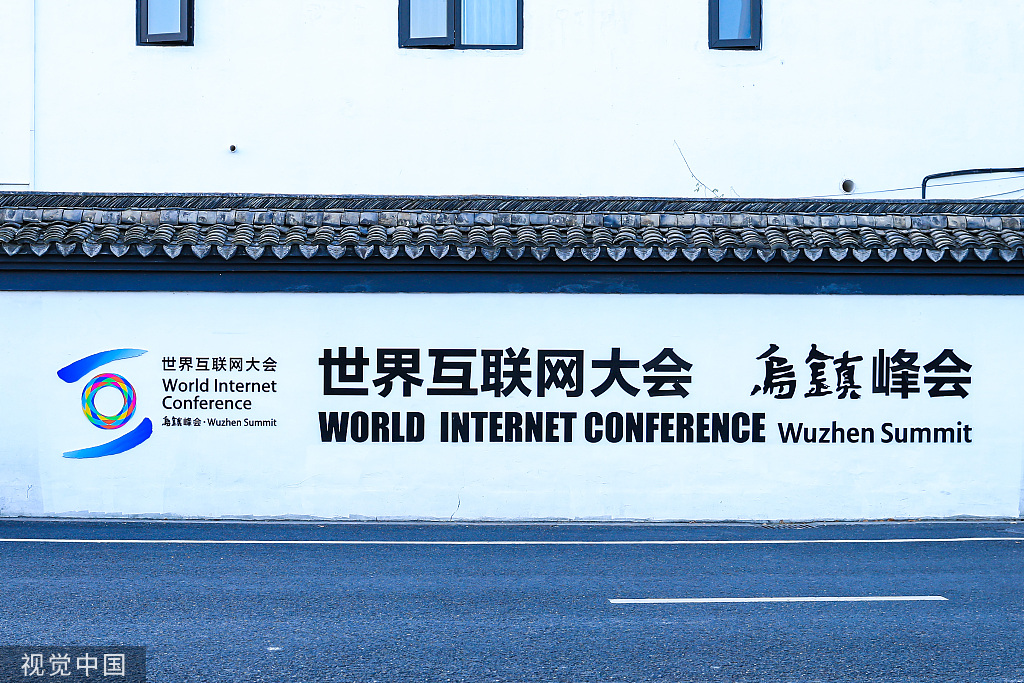 世界互联网大会
World Internet
Conference
乌镇峰会·Wuzhen Summit
世界互联网大会 乌镇峰会
WORLD INTERNET CONFERENCE Wuzhen Summit
视觉中国